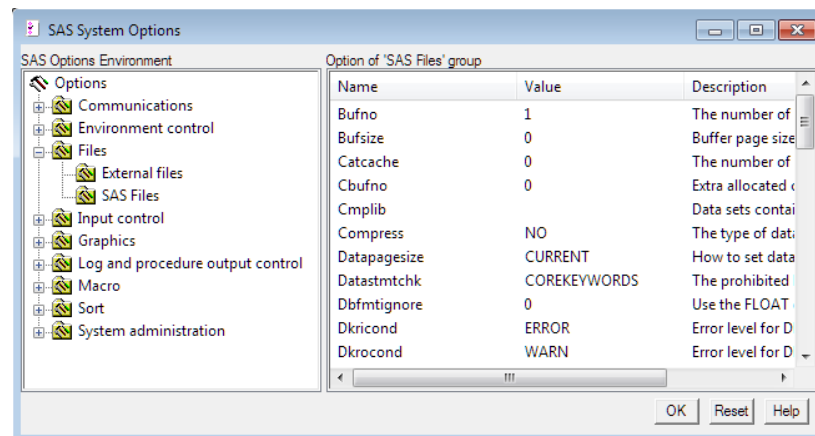 SAS System Options
SAS Options Environment
Options
Communications
Environment control
Files
External files
SAS Files
Input control
Graphics
Log and procedure output control
Macro
Sort
System administration
Option of 'SAS Files' group
Name Value Description
Bufno 1 The number of
Bufsize 0 Buffer page size
Catcache 0 The number of
Cbufno 0 Extra allocated
Cmplib Data sets contai
Compress NO The type of data
Datapagesize CURRENT How to set data
Datastmtchk COREKEYWORDS The prohibited
Dbfmtignore 0 Use the FLOAT
Dkricond ERROR Error level for D
Dkrocond WARN Error level for D
OK Reset Help